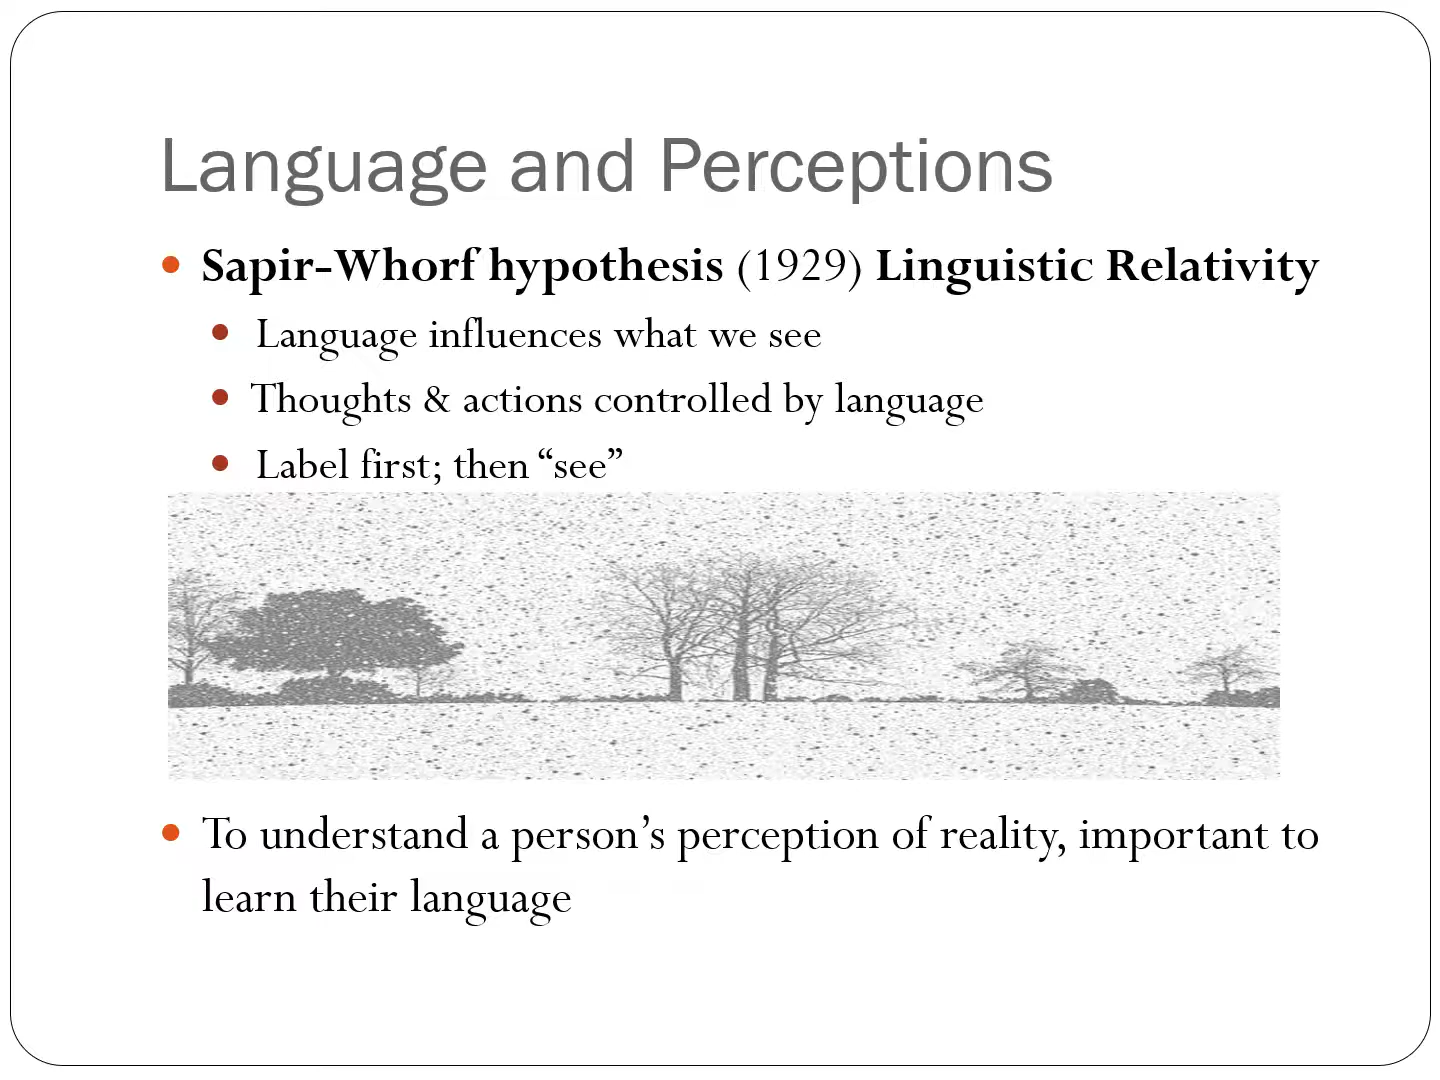 Language and Perceptions
Sapir-Whorf hypothesis (1929) Linguistic Relativity
Language influences what we see
Thoughts & actions controlled by language
Label first; then “see”
To understand a person’s perception of reality, important to
learn their language